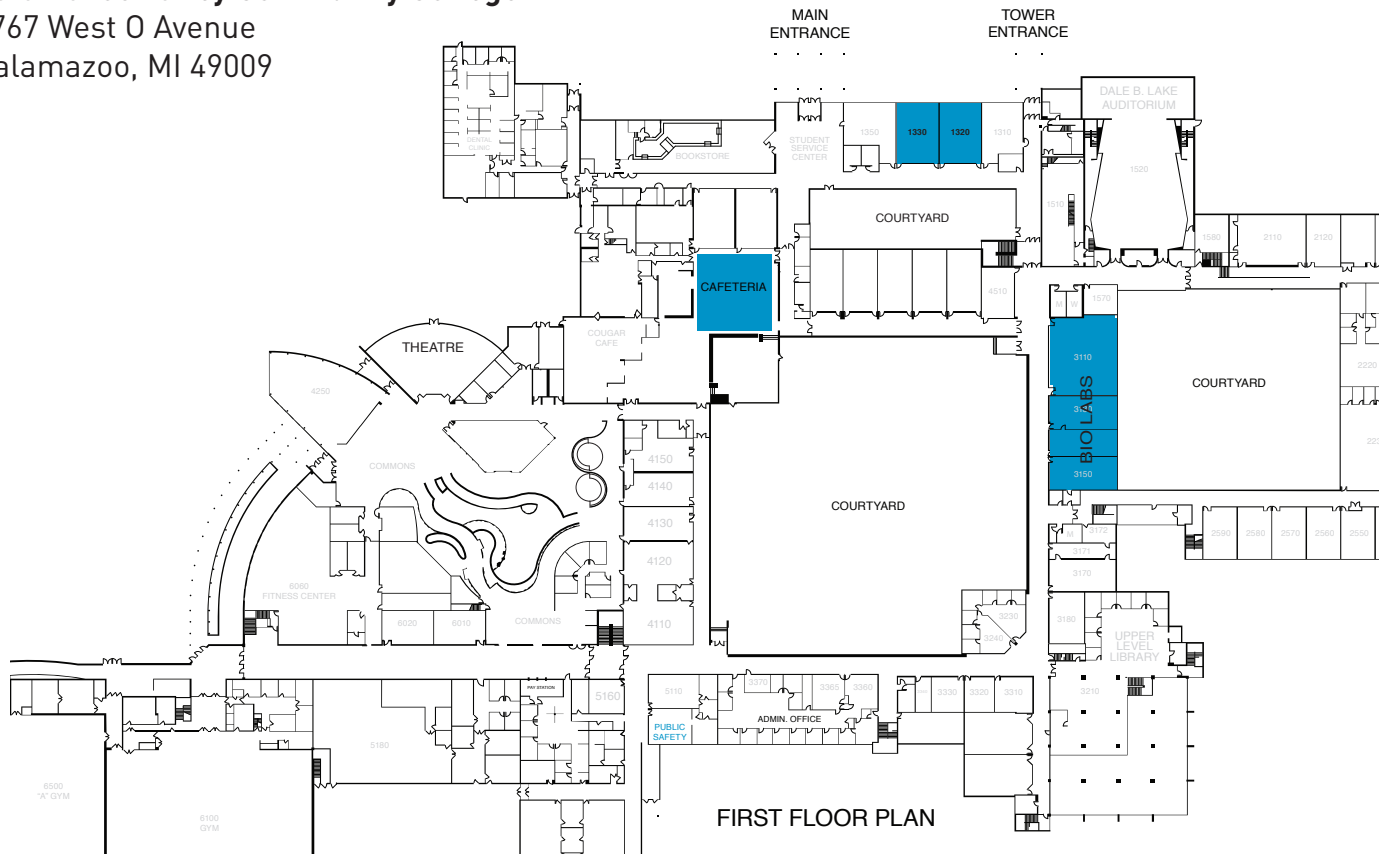 767 West O Avenue
alamazoo, MI 49009
MAIN
ENTRANCE
TOWER
ENTRANCE
DALE B. LAKE
AUDITORIUM
DENTAL
CLINIC
BOOKSTORE
STUDENT
SERVICE
CENTER
1350
1330
1320
1310
1520
1510
COURTYARD
1560
2110
2120
CAFETERIA
4510
M
W
1570
COUGAR
CAFE
THEATRE
4250
3110
BIO LABS
3150
COURTYARD
2220
COMMONS
4150
4140
4130
4120
4110
COURTYARD
M
3172
3171
3170
2590
2580
2570
2560
2550
6060
FITNESS CENTER
6020
6010
COMMONS
3230
3240
3160
UPPER
LEVEL
LIBRARY
PAY STATION
5160
5110
3370
3365
3360
3330
3320
3310
3210
PUBLIC
SAFETY
ADMIN. OFFICE
5180
6500
"A" GYM
6100
GYM
FIRST FLOOR PLAN